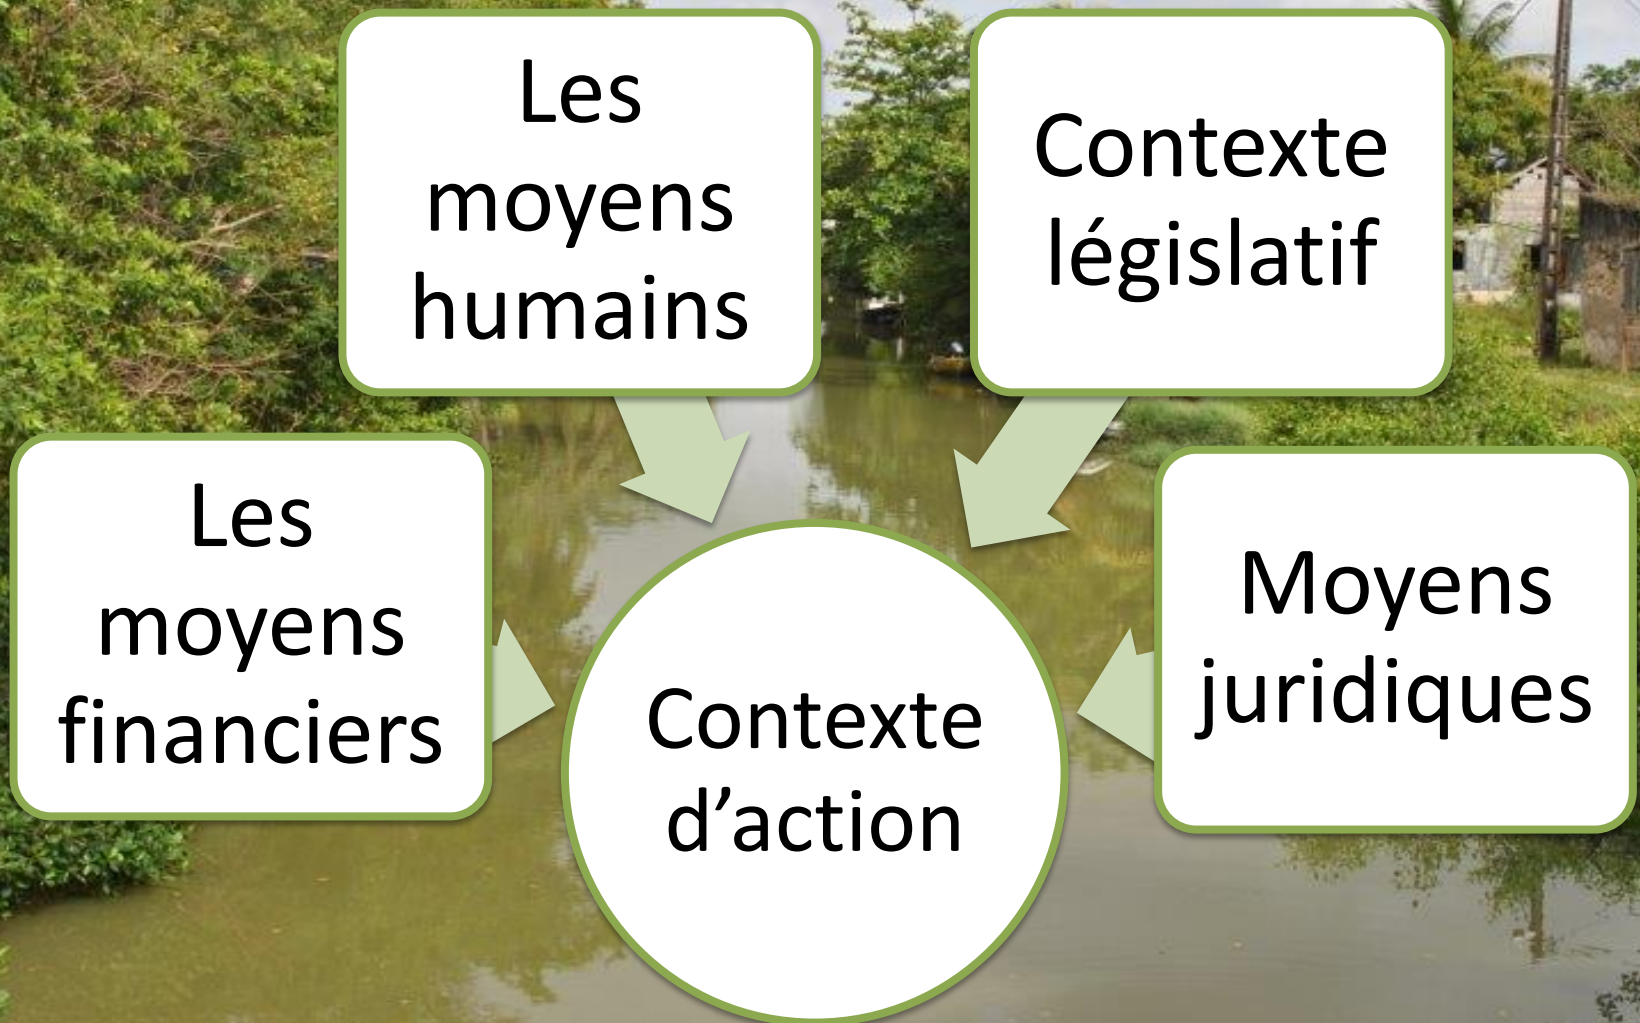 Les
moyens
humains
Contexte
législatif
Les
moyens
financiers
Moyens
juridiques
Contexte
d’action